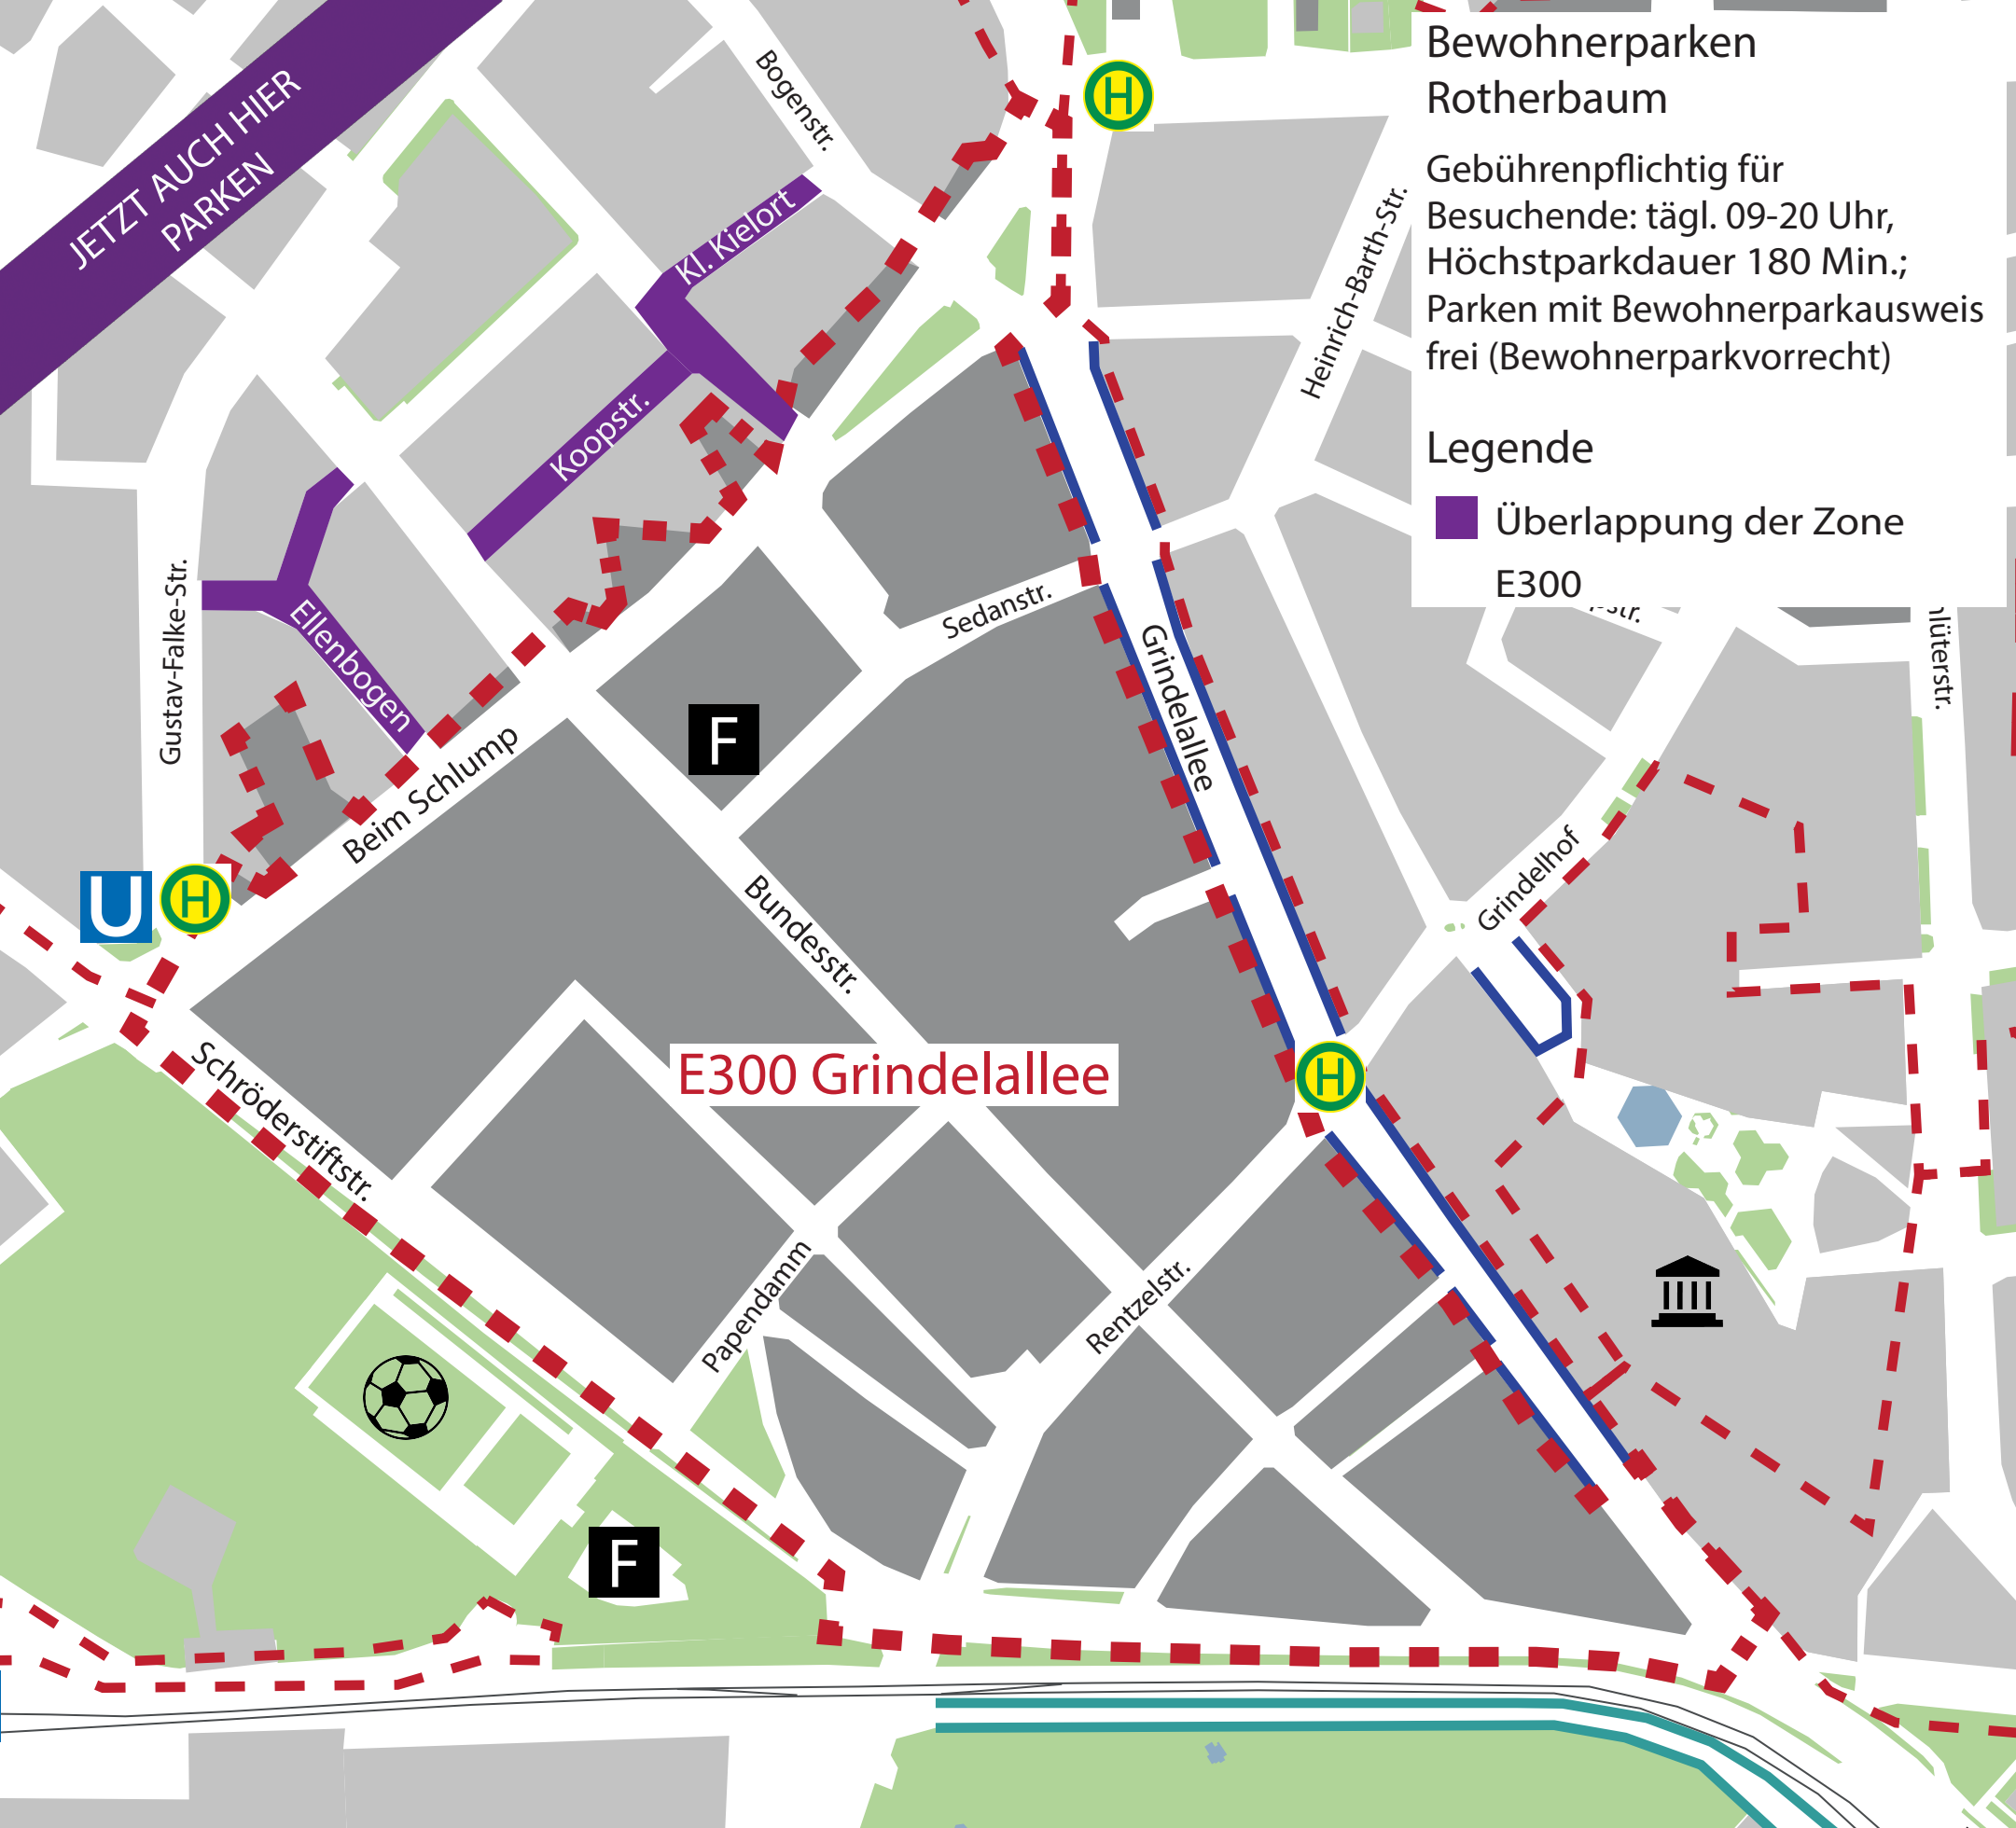 JETZT AUCH HIER
PARKEN
Bogenstr.
H
Bewohnerparken
Rotherbaum
Gebührenpflichtig für
Besuchende: tägl. 09-20 Uhr,
Höchstparkdauer 180 Min.;
Parken mit Bewohnerparkausweis
frei (Bewohnerparkvorrecht)
Legende
Überlappung der Zone
E300
Kl. Kielort
Heinrich-Barth-Str.
Koopstr.
Gustav-Falke-Str.
Eilenbogen
Sedanstr.
Grindelallee
F
Beim Schlump
Grindelhof
U
H
Bundesstr.
Schröderstiftstr.
E300 Grindelallee
H
Papendamm
Rentzelstr.
F